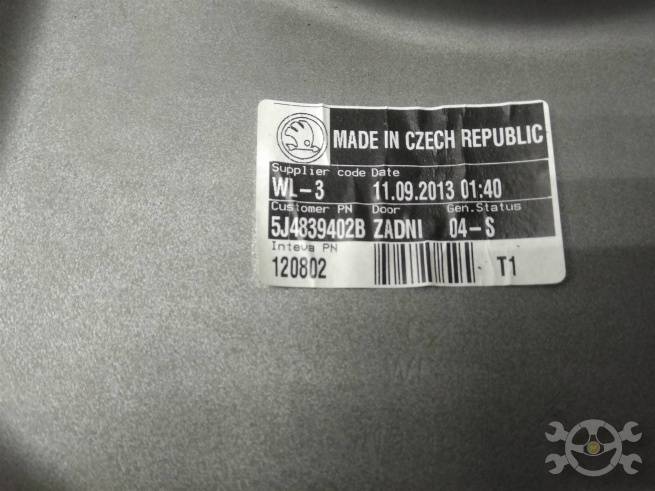 MADE IN CZECH REPUBLIC
Supplier code Date
WL-3 11.09.2013 01:40
Customer PN Door Gen.Status
5J4839402B ZADNI 04-S
Inteva PN
120802 T1